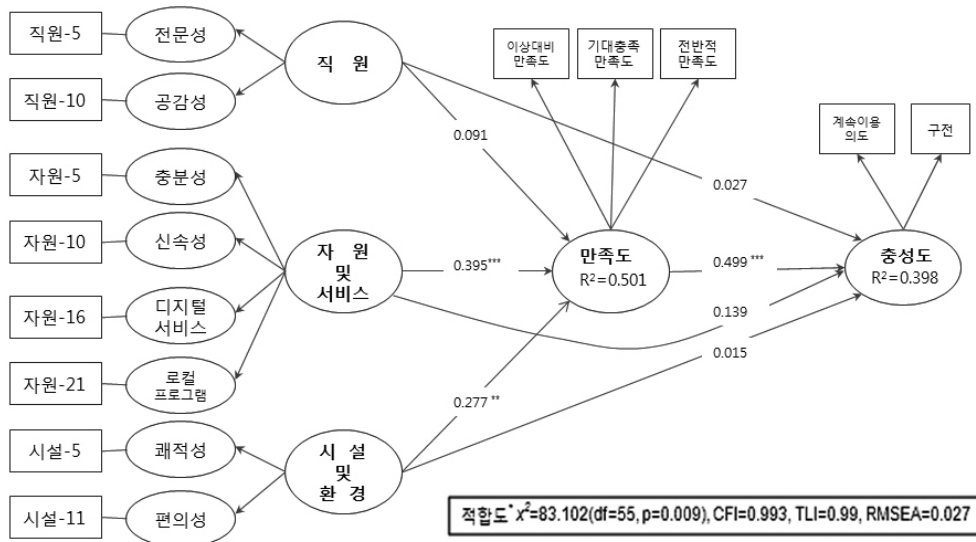 직원-5
전문성
직원-10
공감성
직 원
자원-5
충분성
자원-10
신속성
자원-16
디지털
서비스
자원-21
로컬
프로그램
자 원
및
서비스
시설-5
쾌적성
시설-11
편의성
시 설
및
환 경
이상대비
만족도
기대충족
만족도
전반적
만족도
계속이용
의도
구전
0.091
0.027
0.395***
만족도
R²=0.501
0.499 ***
충성도
R²=0.398
0.139
0.015
0.277 **
적합도* x²=83.102(df=55, p=0.009), CFI=0.993, TLI=0.99, RMSEA=0.027